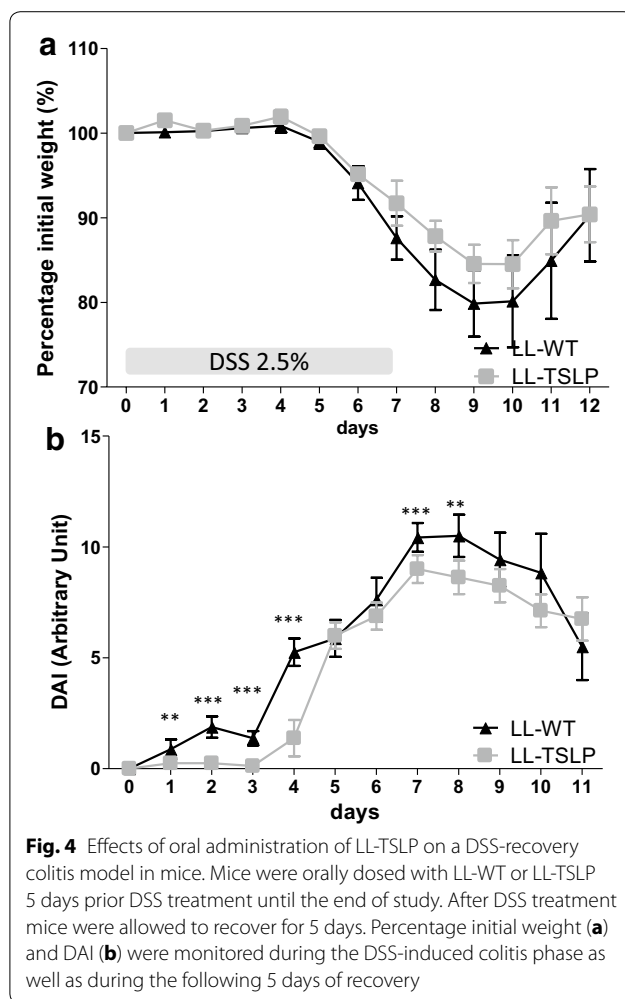 a
110
100
90
80
70
Percentage initial weight (%)
DSS 2.5%
LL-WT
LL-TSLP
0 1 2 3 4 5 6 7 8 9 10 11 12
days
b
15
10
5
0
DAI (Arbitrary Unit)
** *** *** *** *** **
LL-WT
LL-TSLP
0 1 2 3 4 5 6 7 8 9 10 11
days
Fig. 4 Effects of oral administration of LL-TSLP on a DSS-recovery
colitis model in mice. Mice were orally dosed with LL-WT or LL-TSLP
5 days prior DSS treatment until the end of study. After DSS treatment
mice were allowed to recover for 5 days. Percentage initial weight (a)
and DAI (b) were monitored during the DSS-induced colitis phase as
well as during the following 5 days of recovery